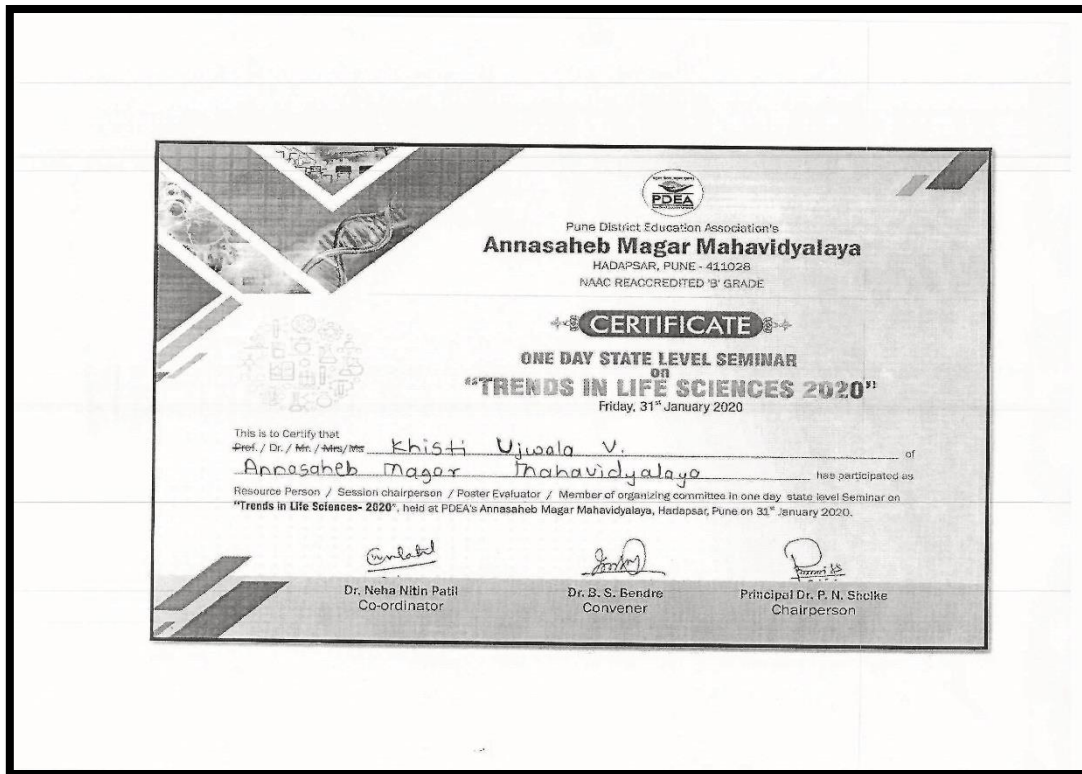 PDEA
Pune District Education Association's
Annasaheb Magar Mahavidyalaya
HADAPSAR, PUNE - 411028
NAAC REACCREDITED 'B' GRADE
CERTIFICATE
ONE DAY STATE LEVEL SEMINAR
on
"TRENDS IN LIFE SCIENCES 2020"
Friday, 31st January 2020
This is to Certify that
Prof. / Dr. / Mr. / Mrs/Ms Khisti Ujwala V. of
Annasaheb Magar Mahavidyalaya has participated as
Resource Person / Session chairperson / Poster Evaluator / Member of organizing committee in one day state level Seminar on
"Trends in Life Sciences- 2020", held at PDEA's Annasaheb Magar Mahavidyalaya, Hadapsar, Pune on 31st January 2020.
Dr. Neha Nitin Patil
Co-ordinator
Dr. B. S. Bendre
Convener
Principal Dr. P. N. Shelke
Chairperson